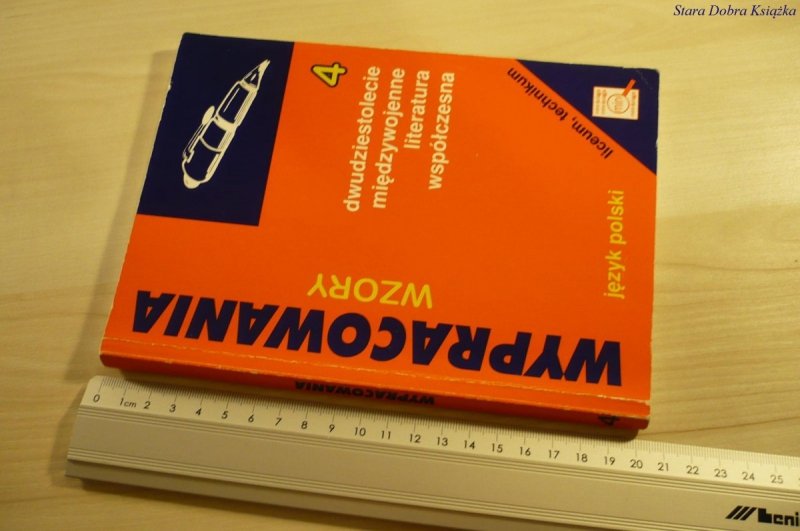 Stara Dobra Książka
liceum, technikum
język polski
WYPRACOWANIA
WZORY
4
dwudziestolecie
międzywojenne
literatura
współczesna
WYPRACOWANIA
4
0 1cm 2 3 4 5 6 7 8 9 10 11 12 13 14 15 16 17 18 19 20 21 22 23 24 25
Leni